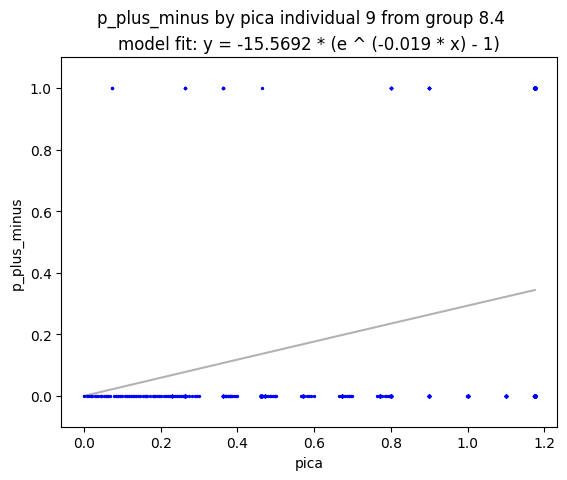 p_plus_minus by pica individual 9 from group 8.4
model fit: y = -15.5692 * (e ^ (-0.019 * x) - 1)
1.0
0.8
0.6
0.4
0.2
0.0
p_plus_minus
0.0 0.2 0.4 0.6 0.8 1.0 1.2
pica